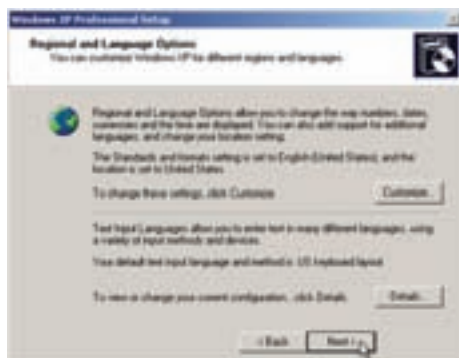 Windows XP Professional Setup
Regional and Language Options
You can customize Windows XP for different regions and languages.
Regional and Language Options allow you to change the way numbers, dates,
currencies and the time are displayed. You can also add support for additional
languages, and change your location setting.
The Standards and formats setting is set to English (United States), and the
location is set to United States.
To change these settings, click Customize.
Customize...
Text Input Languages allow you to enter text in many different languages, using
a variety of input methods and devices.
Your default text input language and method is: US keyboard layout
To view or change your current configuration, click Details.
Details...
< Back
Next >